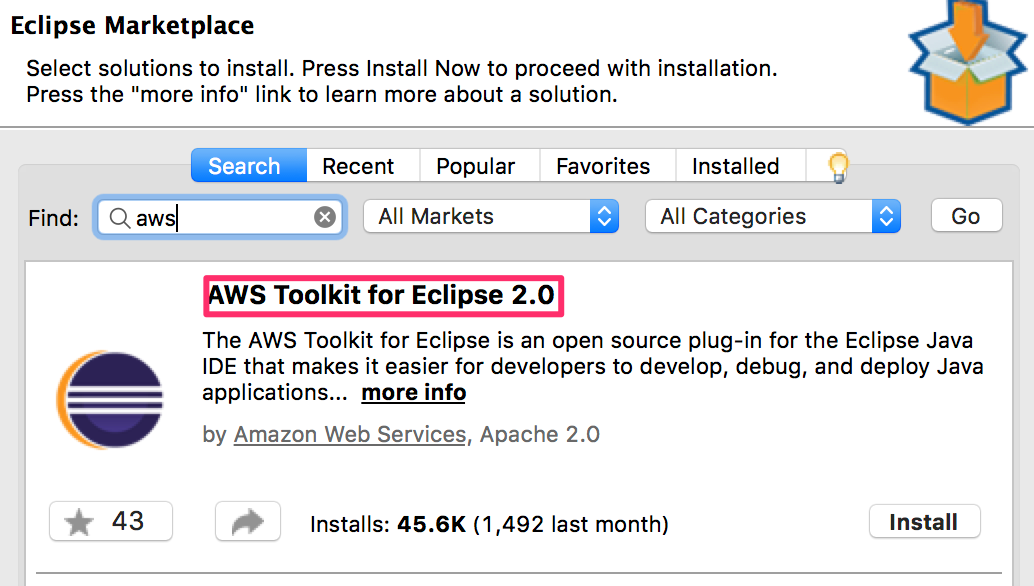 Eclipse Marketplace
Select solutions to install. Press Install Now to proceed with installation.
Press the "more info" link to learn more about a solution.
Search Recent Popular Favorites Installed
Find: aws All Markets All Categories Go
AWS Toolkit for Eclipse 2.0
The AWS Toolkit for Eclipse is an open source plug-in for the Eclipse Java
IDE that makes it easier for developers to develop, debug, and deploy Java
applications... more info
by Amazon Web Services, Apache 2.0
43 Installs: 45.6K (1,492 last month) Install